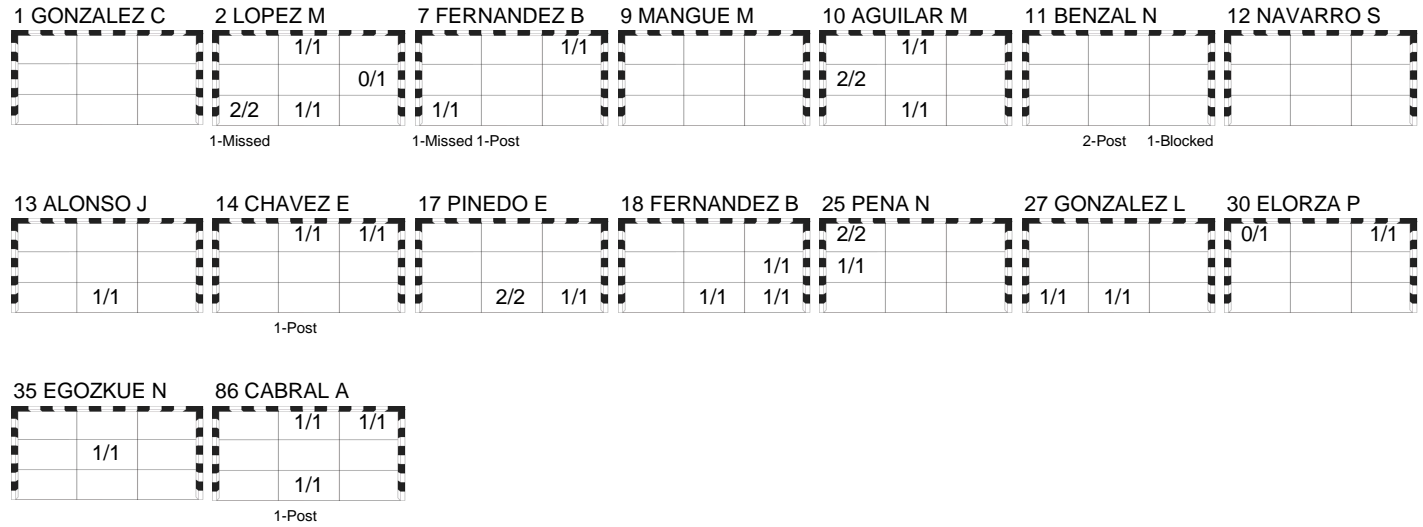 1 GONZALEZ C 2 LOPEZ M 7 FERNANDEZ B 9 MANGUE M 10 AGUILAR M 11 BENZAL N 12 NAVARRO S
1/1 1/1 1/1
0/1 2/2
2/2 1/1 1/1 1/1
1-Missed 1-Missed 1-Post 2-Post 1-Blocked
13 ALONSO J 14 CHAVEZ E 17 PINEDO E 18 FERNANDEZ B 25 PENA N 27 GONZALEZ L 30 ELORZA P
1/1 1/1 2/2 0/1 1/1
1/1 1/1
1/1 2/2 1/1 1/1 1/1 1/1 1/1
1-Post
35 EGOZKUE N 86 CABRAL A
1/1 1/1
1/1
1/1
1-Post